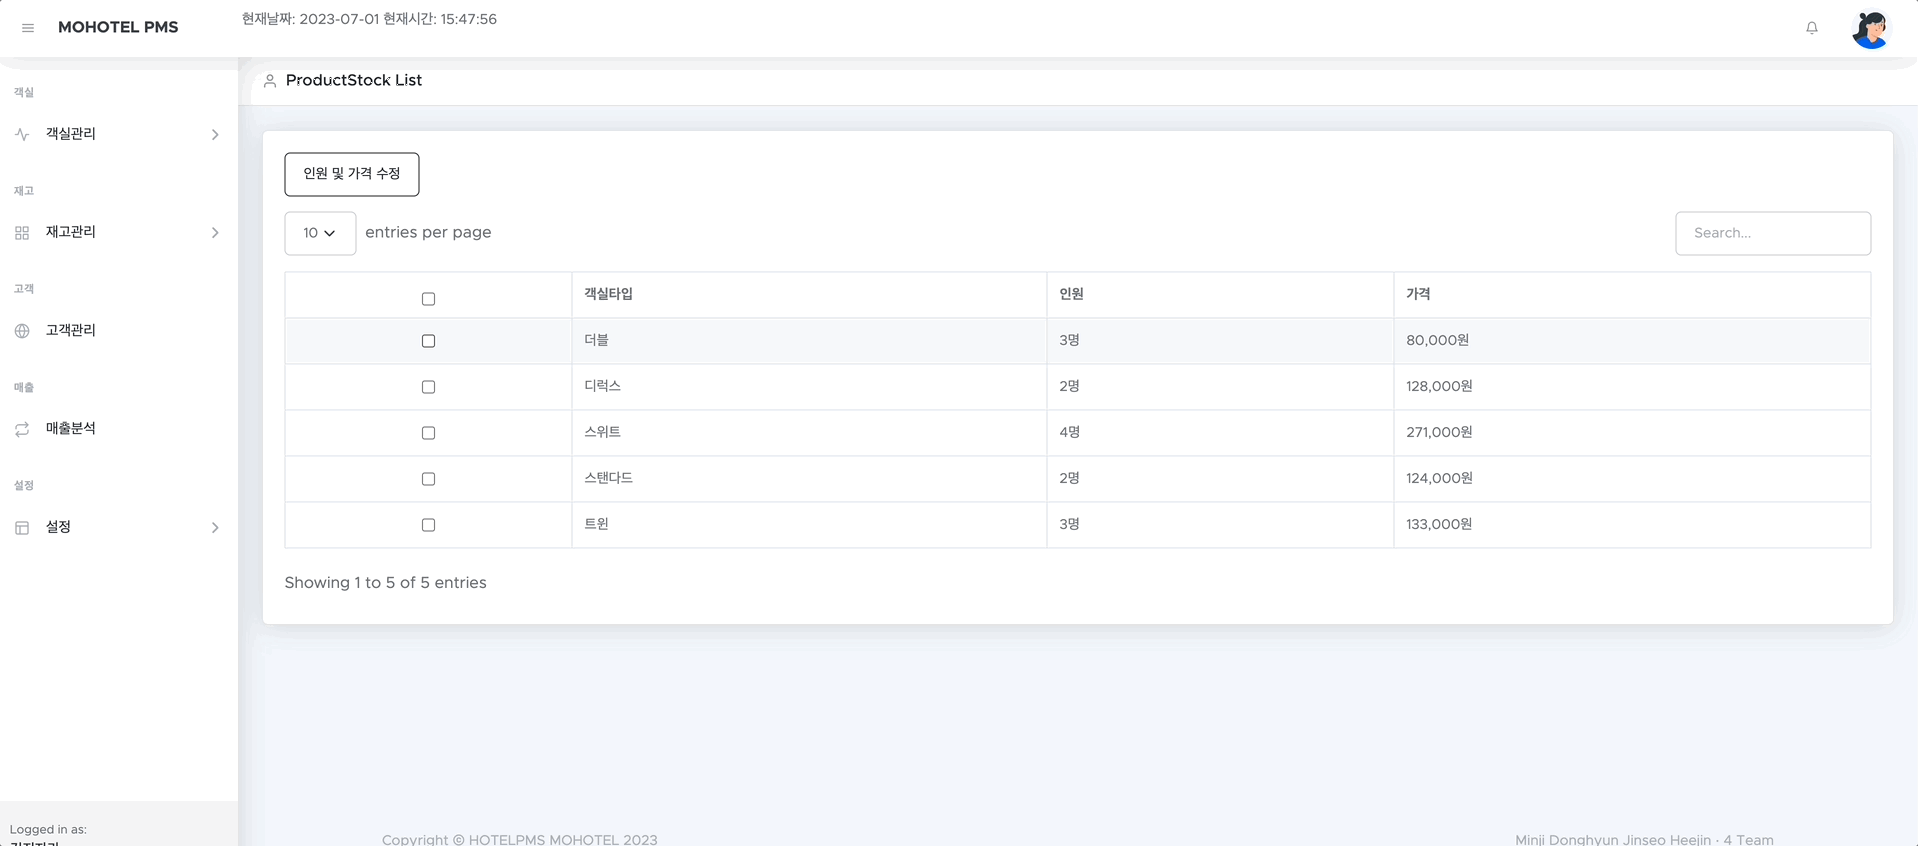 MOHOTEL PMS
현재날짜: 2023-07-01 현재시간: 15:47:56
객실
객실관리
재고
재고관리
고객
고객관리
매출
매출분석
설정
설정
Logged in as:
ProductStock List
인원 및 가격 수정
10 entries per page
Search...
객실타입 인원 가격
더블 3명 80,000원
디럭스 2명 128,000원
스위트 4명 271,000원
스탠다드 2명 124,000원
트윈 3명 133,000원
Showing 1 to 5 of 5 entries
Copyright © HOTELPMS MOHOTEL 2023
Minji Donghyun Jinseo Heejin · 4 Team